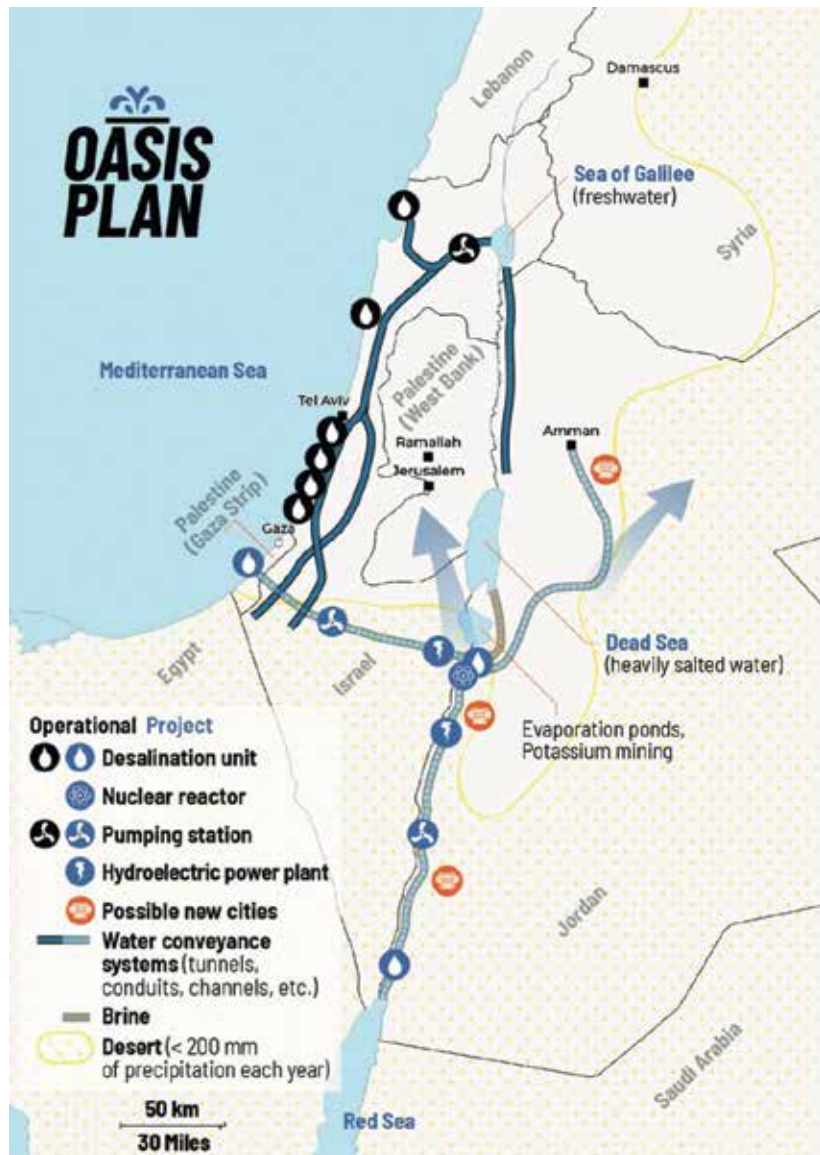 OASIS
PLAN
Damascus
Lebanon
Sea of Galilee
(freshwater)
Syria
Mediterranean Sea
Palestine
(West Bank)
Tel Aviv
Ramallah
Jerusalem
Amman
Palestine
(Gaza Strip)
Gaza
Egypt
Israel
Dead Sea
(heavily salted water)
Evaporation ponds,
Potassium mining
Operational Project
Desalination unit
Nuclear reactor
Pumping station
Hydroelectric power plant
Possible new cities
Water conveyance
systems (tunnels,
conduits, channels, etc.)
Brine
Desert (< 200 mm
of precipitation each year)
50 km
30 Miles
Jordan
Saudi Arabia
Red Sea